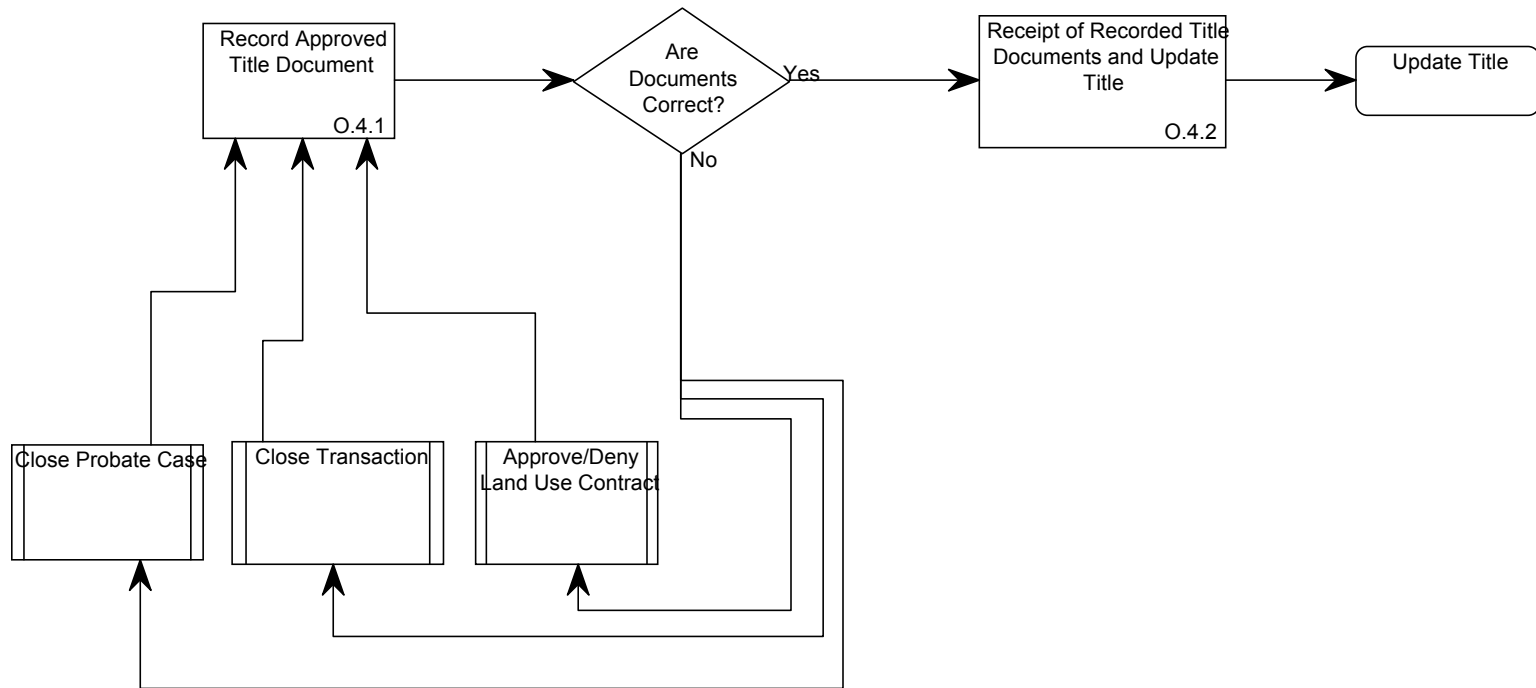 Record Approved
Title Document
O.4.1
Are
Documents
Correct?
Yes
No
Receipt of Recorded Title
Documents and Update
Title
O.4.2
Update Title
Close Probate Case
Close Transaction
Approve/Deny
Land Use Contract